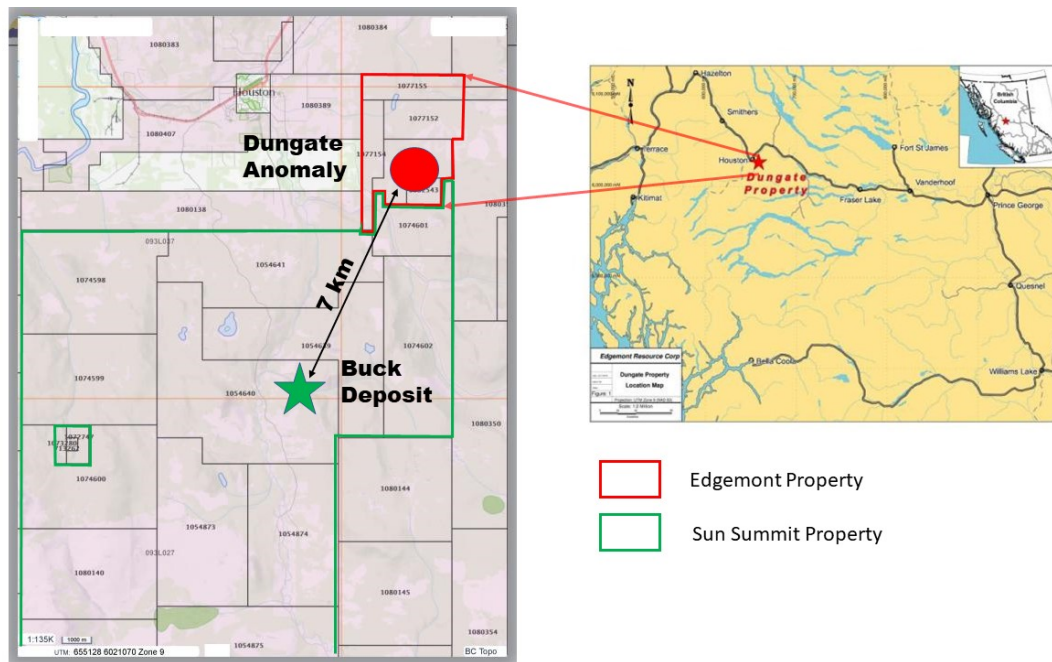 1080383
1080384
Houston
1077155
1080389
1077152
1080407
Dungate
Anomaly
1077154
1080138
1074601
093L037
1054641
1074598
7 km
1074602
1074599
Buck
Deposit
1054640
1080350
1074600
1080144
1054873
1054874
093L027
1080140
1080145
1080354
1:135K
1000 m
1054875
UTM: 655128 6021070 Zone 9
BC Topo
Hazelton
N
British
Columbia
Smithers
Terrace
Houston
Fort St James
Dungate
Property
Kitimat
Fraser Lake
Vanderhoof
Prince George
Quesnel
Bella Coola
Williams Lake
Edgemont Resource Corp
Dungate Property
Location Map
Figure: 1
Edgemont Property
Sun Summit Property